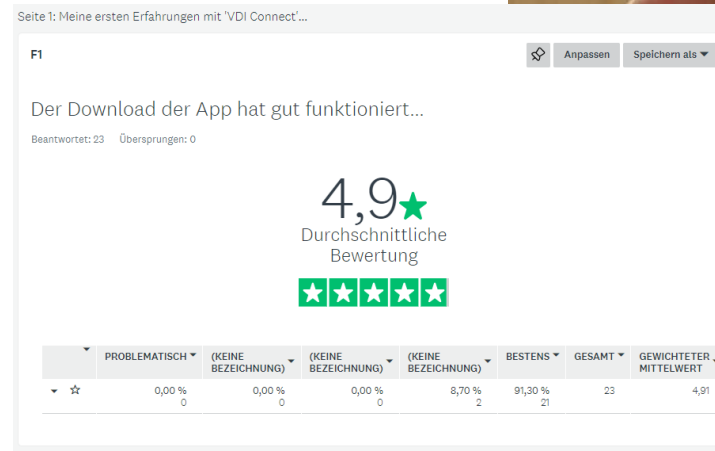 Seite 1: Meine ersten Erfahrungen mit 'VDI Connect'...
F1
Anpassen
Speichern als
Der Download der App hat gut funktioniert...
Beantwortet: 23 Übersprungen: 0
4,9
Durchschnittliche
Bewertung
PROBLEMATISCH (KEINE BEZEICHNUNG) (KEINE BEZEICHNUNG) (KEINE BEZEICHNUNG) BESTENS GESAMT GEWICHTETER MITTELWERT
0,00 % 0,00 % 0,00 % 8,70 % 91,30 % 23 4,91
0 0 0 2 21